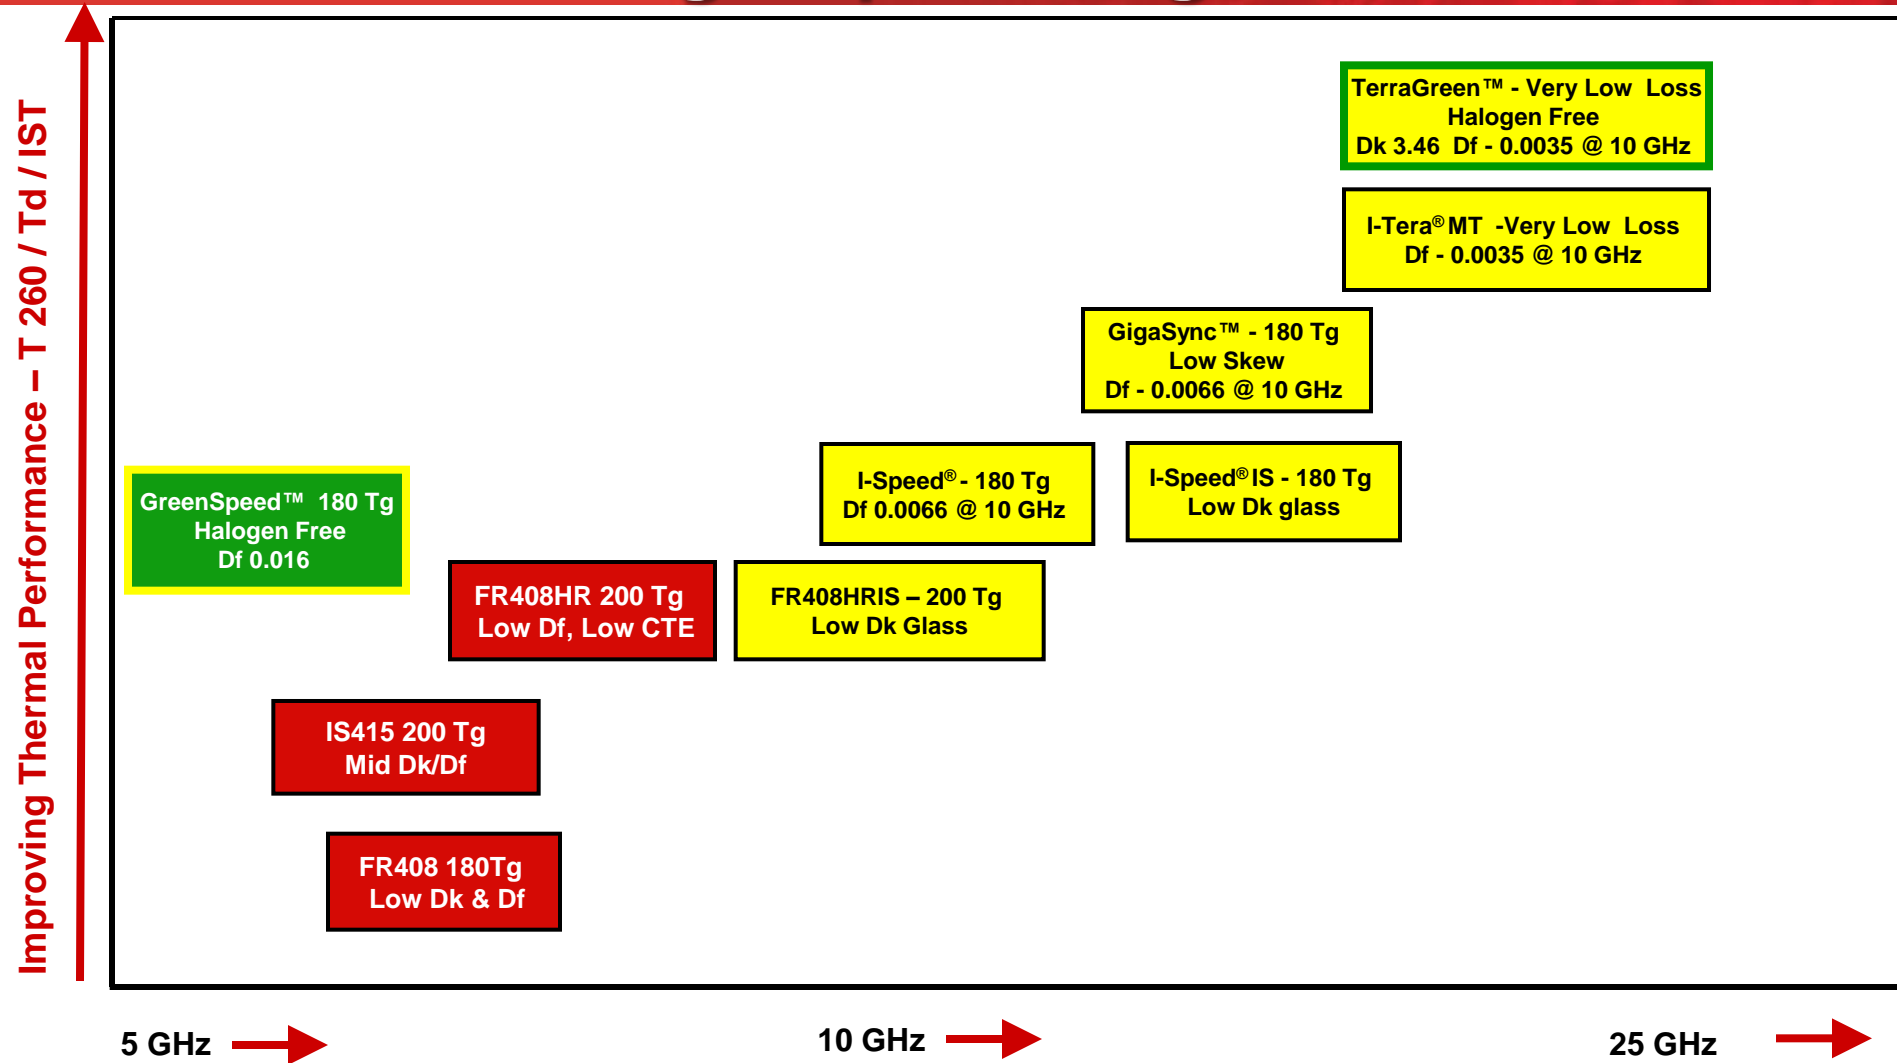 Improving Thermal Performance – T 260 / Td / IST
TerraGreen™ - Very Low Loss
Halogen Free
Dk 3.46 Df - 0.0035 @ 10 GHz
I-Tera® MT -Very Low Loss
Df - 0.0035 @ 10 GHz
GigaSync™ - 180 Tg
Low Skew
Df - 0.0066 @ 10 GHz
I-Speed® - 180 Tg
Df 0.0066 @ 10 GHz
I-Speed® IS - 180 Tg
Low Dk glass
GreenSpeed™ 180 Tg
Halogen Free
Df 0.016
FR408HR 200 Tg
Low Df, Low CTE
FR408HRIS – 200 Tg
Low Dk Glass
IS415 200 Tg
Mid Dk/Df
FR408 180Tg
Low Dk & Df
5 GHz
10 GHz
25 GHz